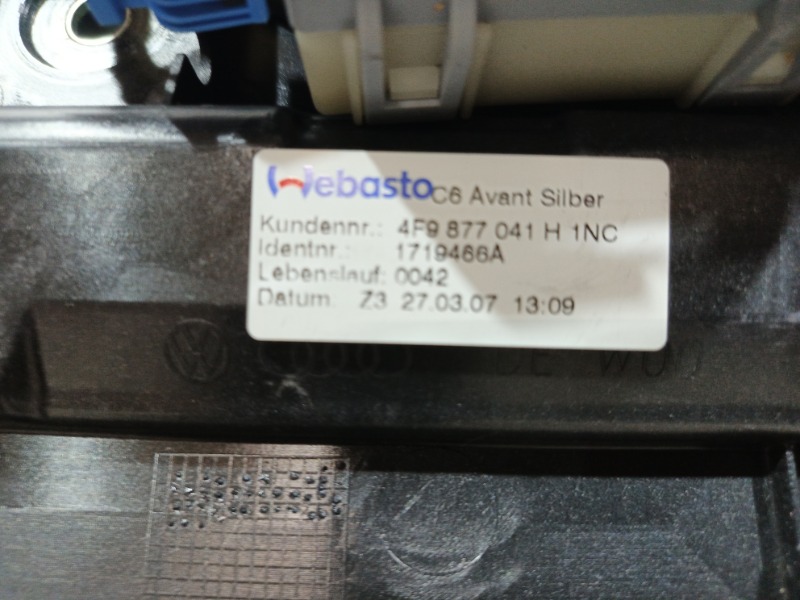 Webasto C6 Avant Silber
Kundennr.: 4F9 877 041 H 1NC
Identnr.: 1719466A
Lebenslauf: 0042
Datum. Z3 27.03.07 13:09